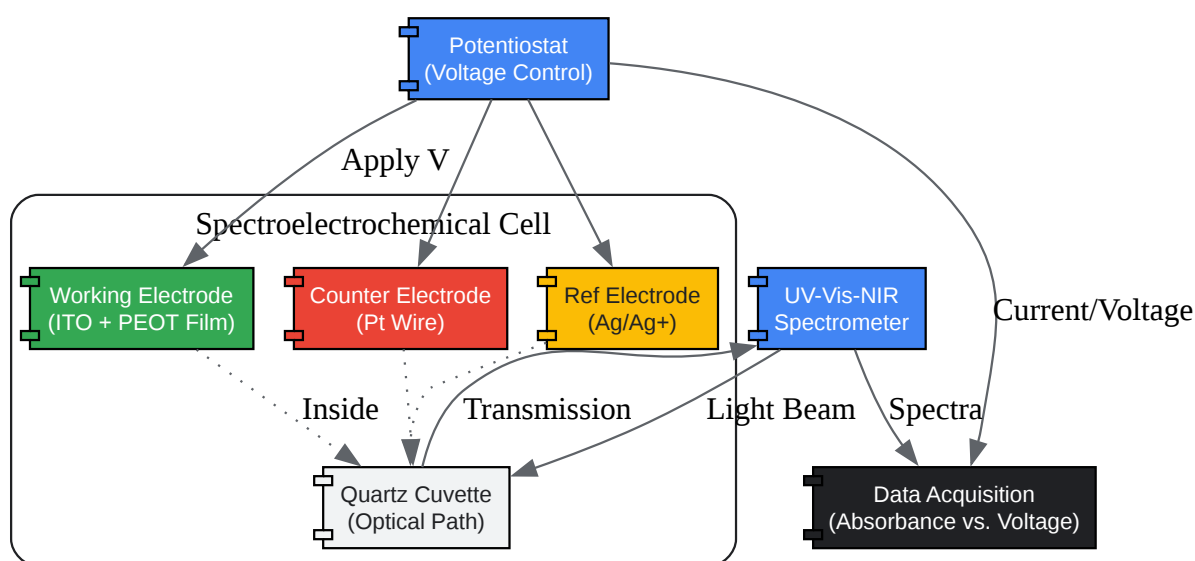 Potentiostat
(Voltage Control)
Apply V
Spectroelectrochemical Cell
Working Electrode
(ITO + PEOT Film)
Counter Electrode
(Pt Wire)
Ref Electrode
(Ag/Ag+)
UV-Vis-NIR
Spectrometer
Current/Voltage
Inside
Transmission
Light Beam
Spectra
Quartz Cuvette
(Optical Path)
Data Acquisition
(Absorbance vs. Voltage)